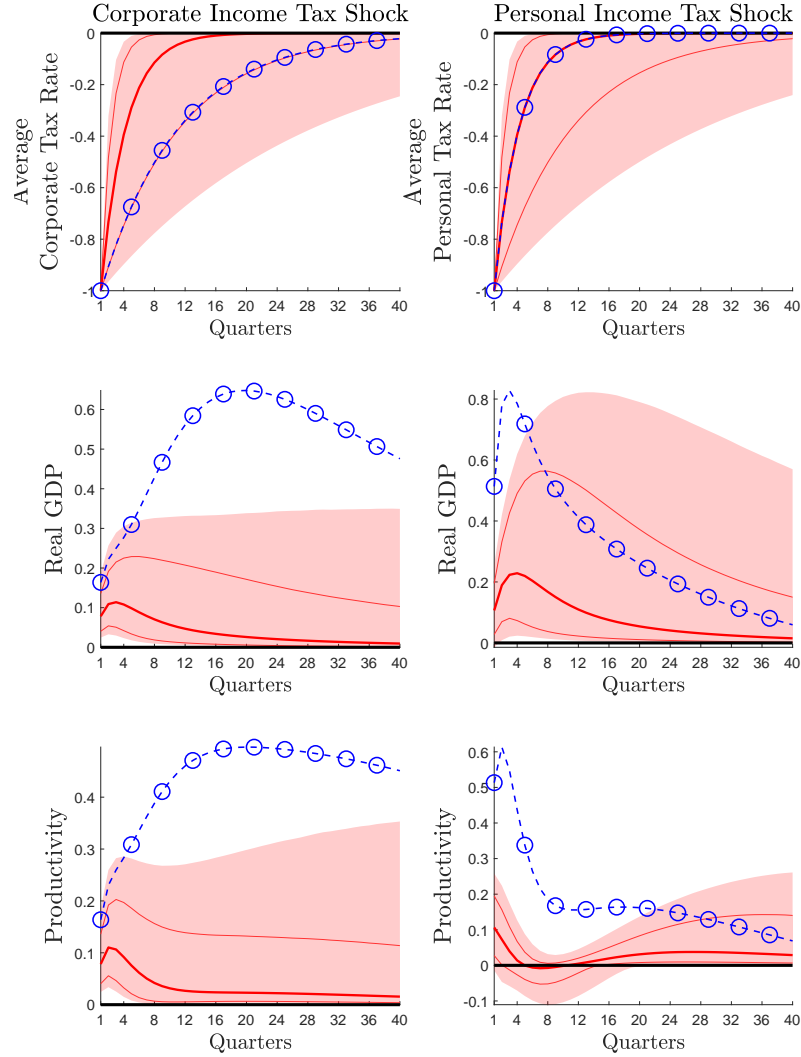 Corporate Income Tax Shock
Average
Corporate Tax Rate
0
-0.2
-0.4
-0.6
-0.8
-1
1 4 8 12 16 20 24 28 32 36 40
Quarters
Personal Income Tax Shock
Average
Personal Tax Rate
0
-0.2
-0.4
-0.6
-0.8
-1
1 4 8 12 16 20 24 28 32 36 40
Quarters
Real GDP
0.6
0.5
0.4
0.3
0.2
0.1
0
1 4 8 12 16 20 24 28 32 36 40
Quarters
Real GDP
0.8
0.6
0.4
0.2
0
1 4 8 12 16 20 24 28 32 36 40
Quarters
Productivity
0.4
0.3
0.2
0.1
0
1 4 8 12 16 20 24 28 32 36 40
Quarters
Productivity
0.6
0.5
0.4
0.3
0.2
0.1
0
-0.1
1 4 8 12 16 20 24 28 32 36 40
Quarters